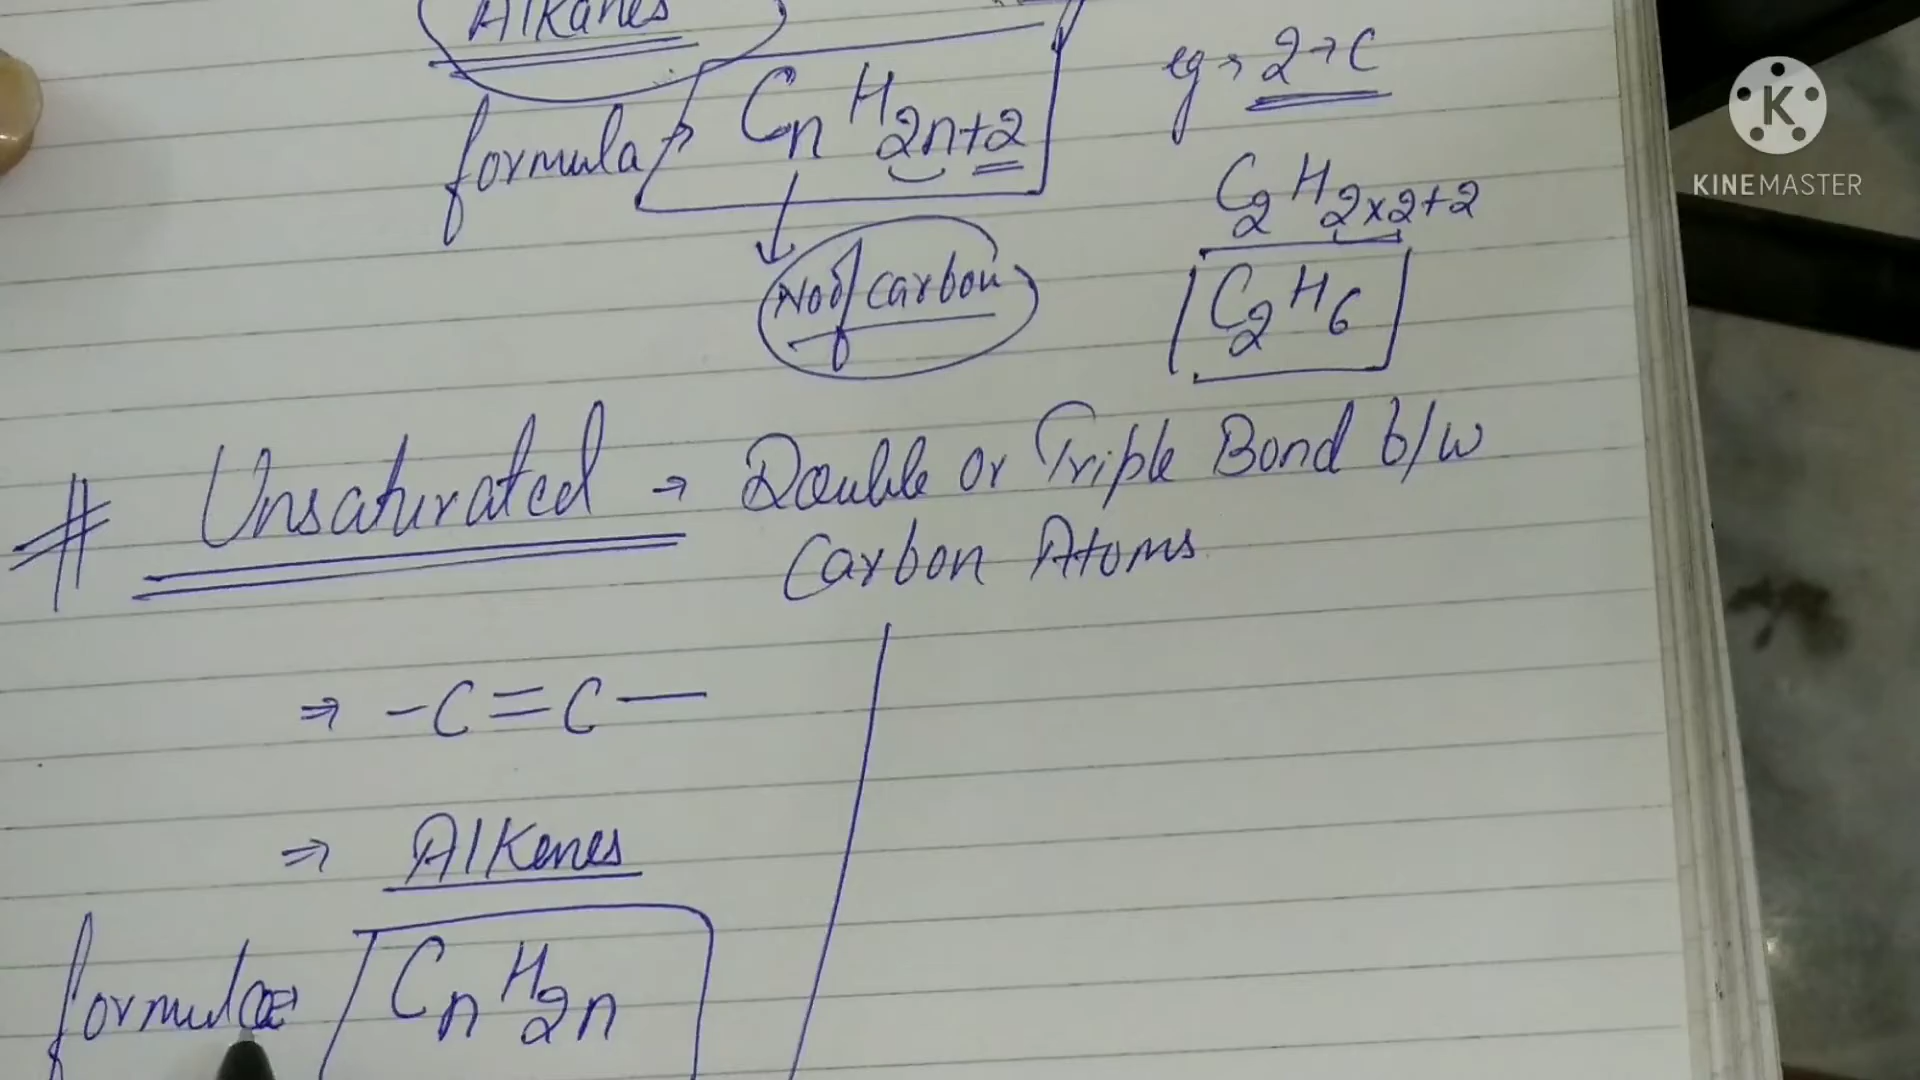 Alkanes
formula → CnH2n+2
eg → 2 → C
C2H2x2+2
No of carbon
C2H6
# Unsaturated → Double or Triple Bond b/w
Carbon Atoms
⇒ -C=C-
⇒ Alkenes
formula ⇒ CnH2n
K
KINEMASTER